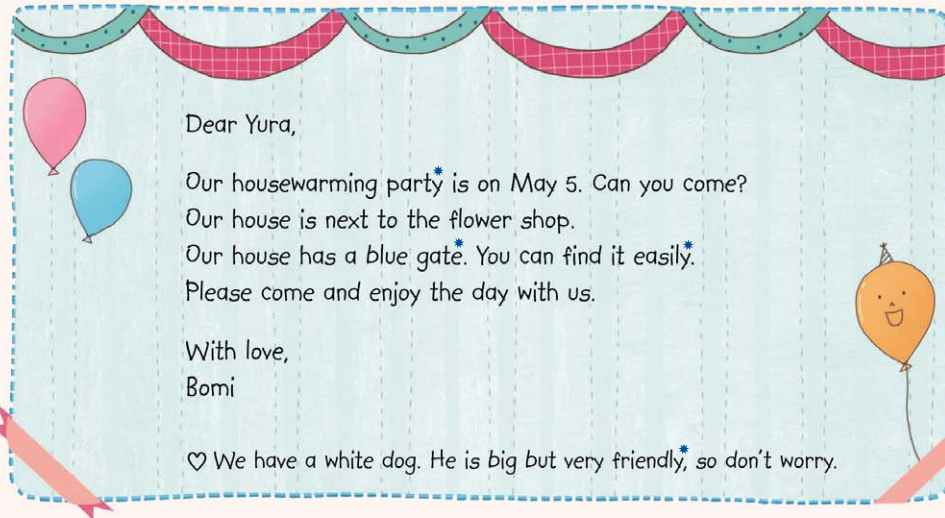 Dear Yura,
Our housewarming party* is on May 5. Can you come?
Our house is next to the flower shop.
Our house has a blue gate*. You can find it easily*.
Please come and enjoy the day with us.
With love,
Bomi
♡ We have a white dog. He is big but very friendly*, so don't worry.